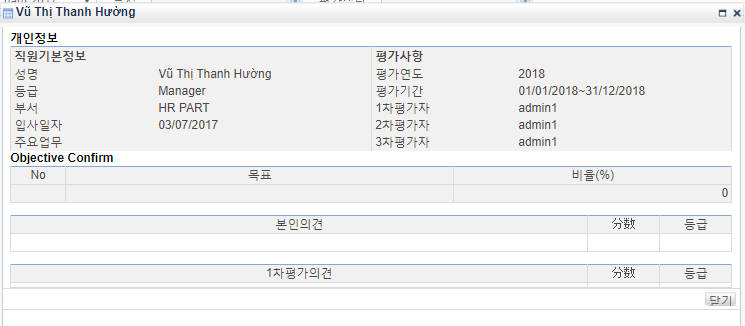 Vũ Thị Thanh Hường
개인정보
직원기본정보 평가사항
성명 Vũ Thị Thanh Hường 평가연도 2018
등급 Manager 평가기간 01/01/2018~31/12/2018
부서 HR PART 1차평가자 admin1
입사일자 03/07/2017 2차평가자 admin1
주요업무 3차평가자 admin1
Objective Confirm
No 목표 비율(%)
0
본인의견 分数 등급
1차평가의견 分数 등급
닫기